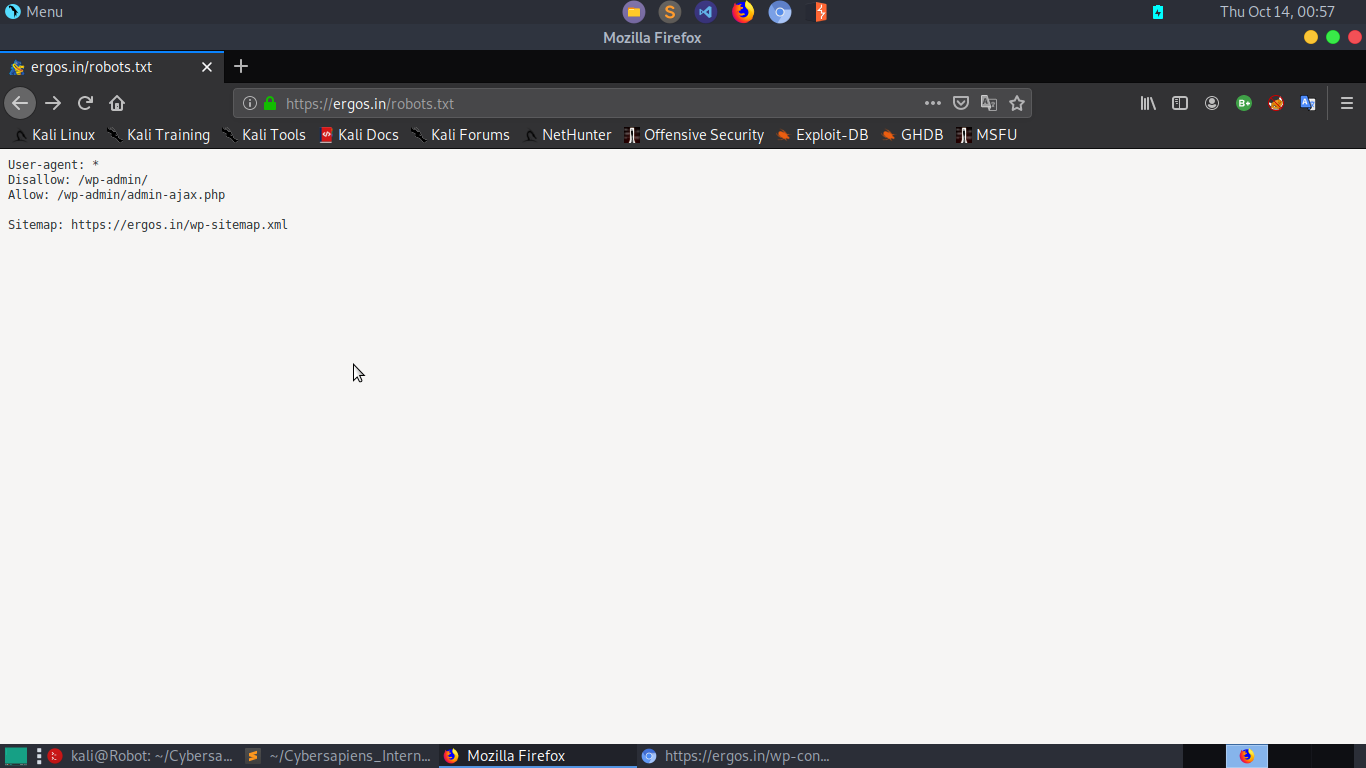 Menu
Thu Oct 14, 00:57
Mozilla Firefox
ergos.in/robots.txt
https://ergos.in/robots.txt
Kali Linux Kali Training Kali Tools Kali Docs Kali Forums NetHunter Offensive Security Exploit-DB GHDB MSFU
User-agent: *
Disallow: /wp-admin/
Allow: /wp-admin/admin-ajax.php
Sitemap: https://ergos.in/wp-sitemap.xml
kali@Robot: ~/Cybersa... ~/Cybersapiens_Intern... Mozilla Firefox https://ergos.in/wp-con...